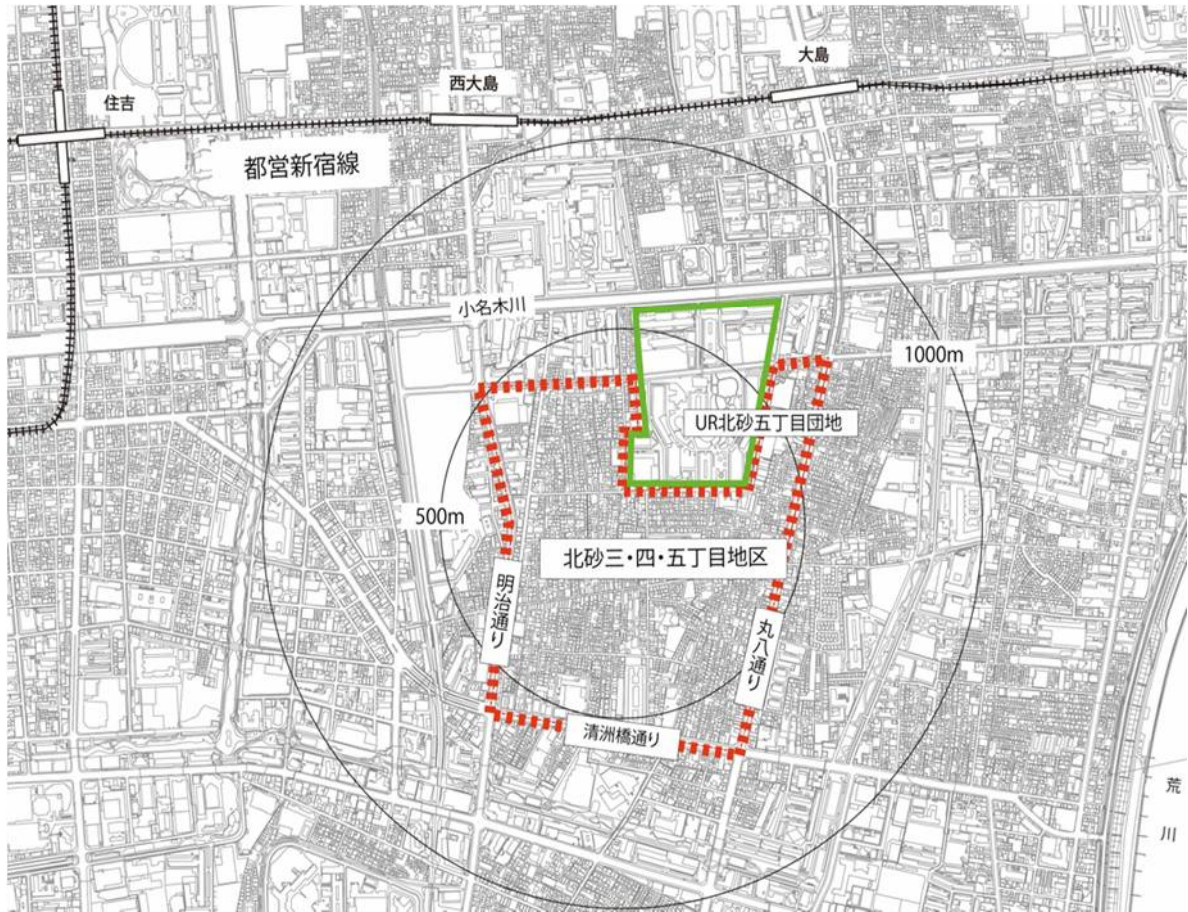 大島
西大島
住吉
都営新宿線
小名木川
1000m
UR北砂五丁目団地
500m
北砂三・四・五丁目地区
明治通り
丸八通り
清洲橋通り
荒川